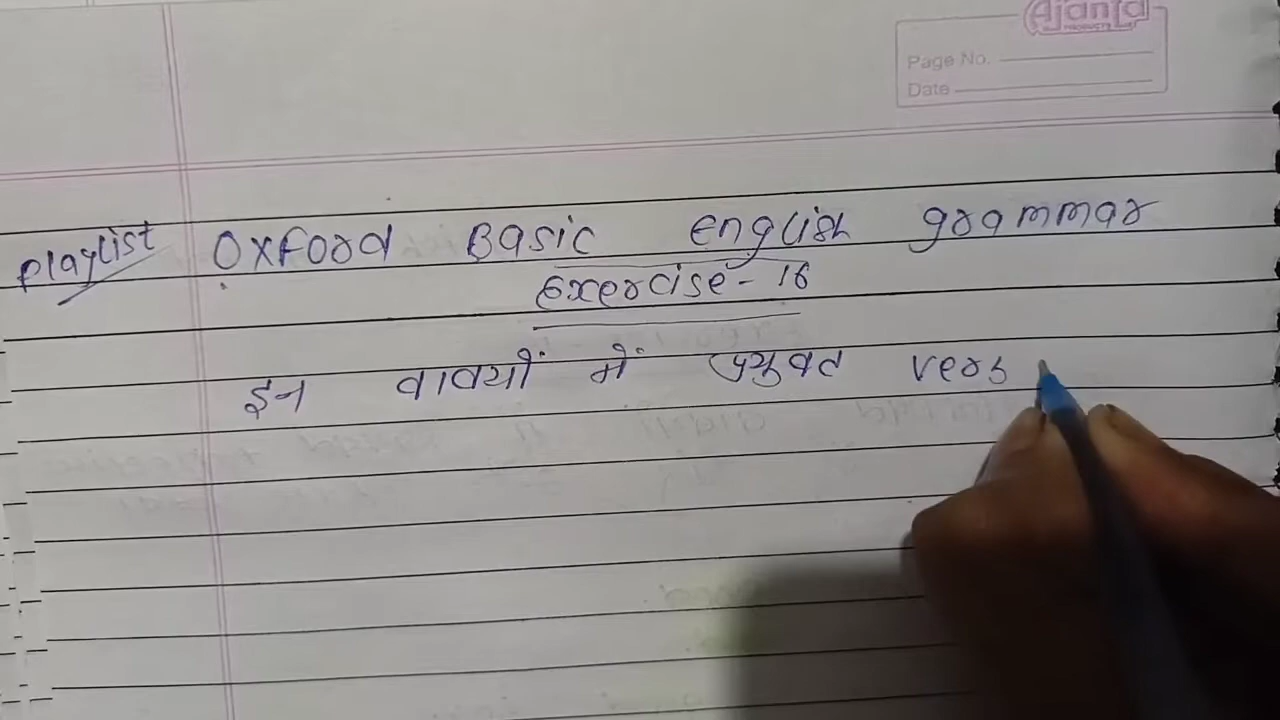 Ajanta
Page No.
Date
Playlist Oxford Basic English grammar
Exercise - 16
इन वाक्यों में प्रयुक्त verb